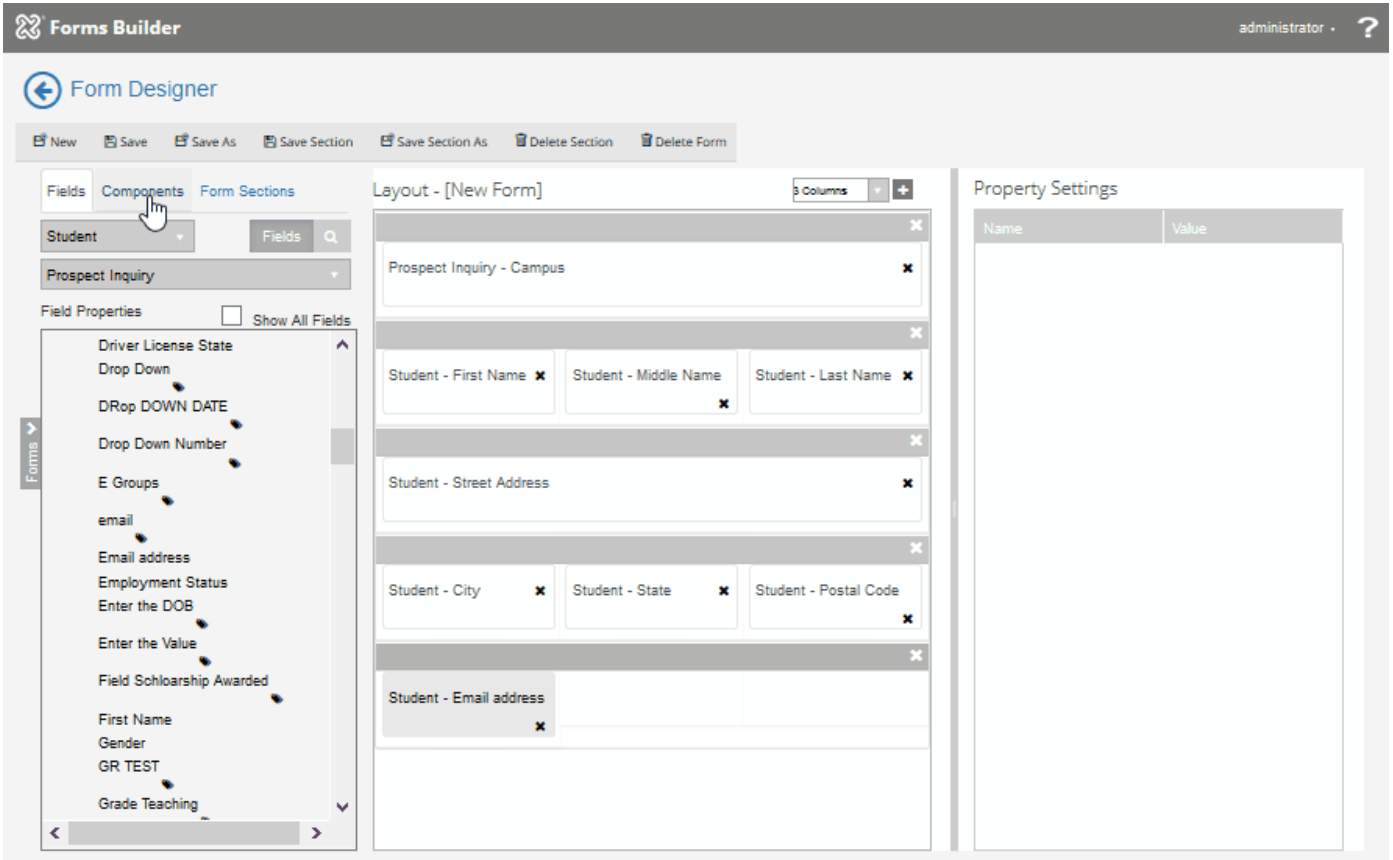 Forms Builder
administrator
?
Form Designer
New Save Save As Save Section Save Section As Delete Section Delete Form
Fields Components Form Sections
Student Fields
Prospect Inquiry
Field Properties Show All Fields
Driver License State
Drop Down
DRop DOWN DATE
Drop Down Number
E Groups
email
Email address
Employment Status
Enter the DOB
Enter the Value
Field Schloarship Awarded
First Name
Gender
GR TEST
Grade Teaching
Forms
Layout - [New Form] 3 Columns
Prospect Inquiry - Campus
Student - First Name Student - Middle Name Student - Last Name
Student - Street Address
Student - City Student - State Student - Postal Code
Student - Email address
Property Settings
Name Value